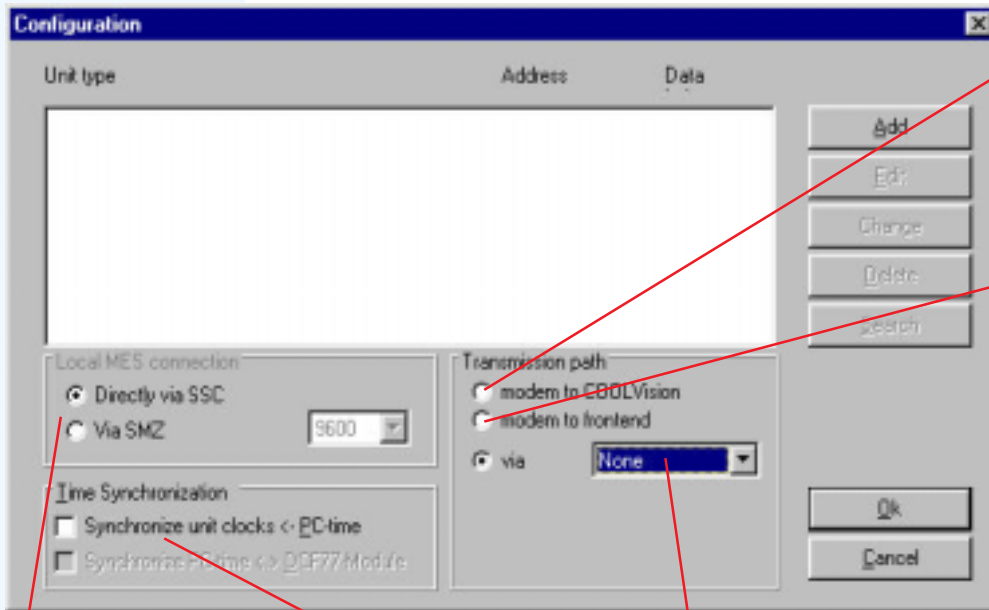 Configuration
Unit type Address Data
Add
Edit
Change
Delete
Search
Local MES connection
Directly via SSC
Via SMZ 9600
Time Synchronization
Synchronize unit clocks <- PC-time
Synchronize PC-time <-> DCF77-Module
Transmission path
modem to
modem to frontend
via None
Ok
Cancel